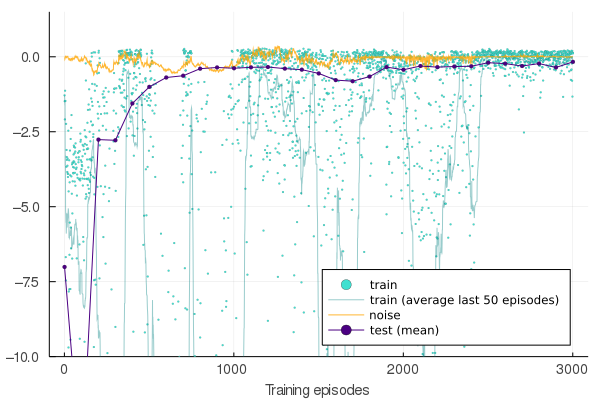 0.0
−2.5
−5.0
−7.5
−10.0
train
train (average last 50 episodes)
noise
test (mean)
0 1000 2000 3000
Training episodes